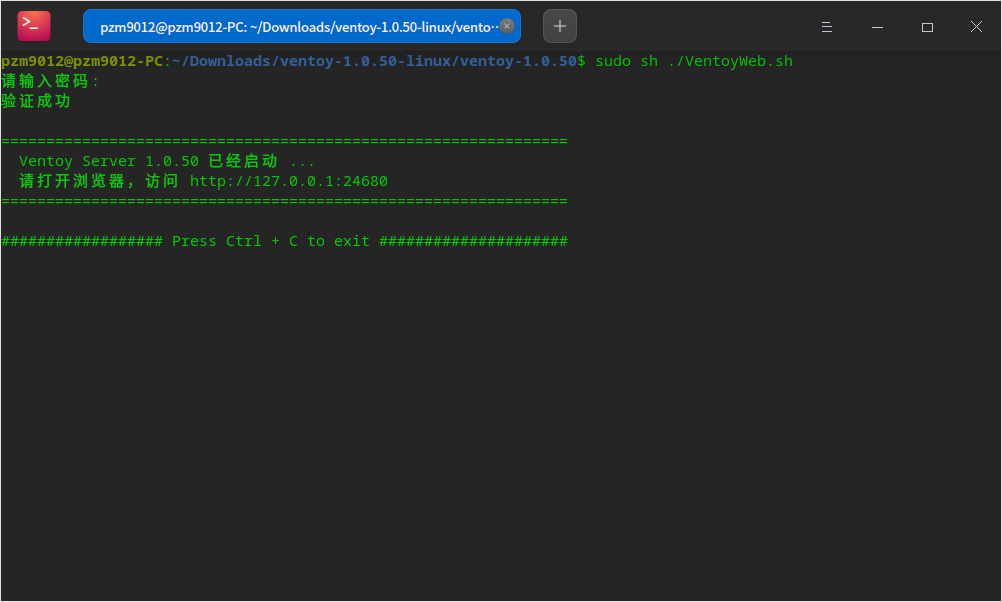 pzm9012@pzm9012-PC: ~/Downloads/ventoy-1.0.50-linux/vento··
pzm9012@pzm9012-PC:~/Downloads/ventoy-1.0.50-linux/ventoy-1.0.50$ sudo sh ./VentoyWeb.sh
请输入密码:
验证成功
===============================================================
Ventoy Server 1.0.50 已经启动 ...
请打开浏览器，访问 http://127.0.0.1:24680
===============================================================
################## Press Ctrl + C to exit #####################